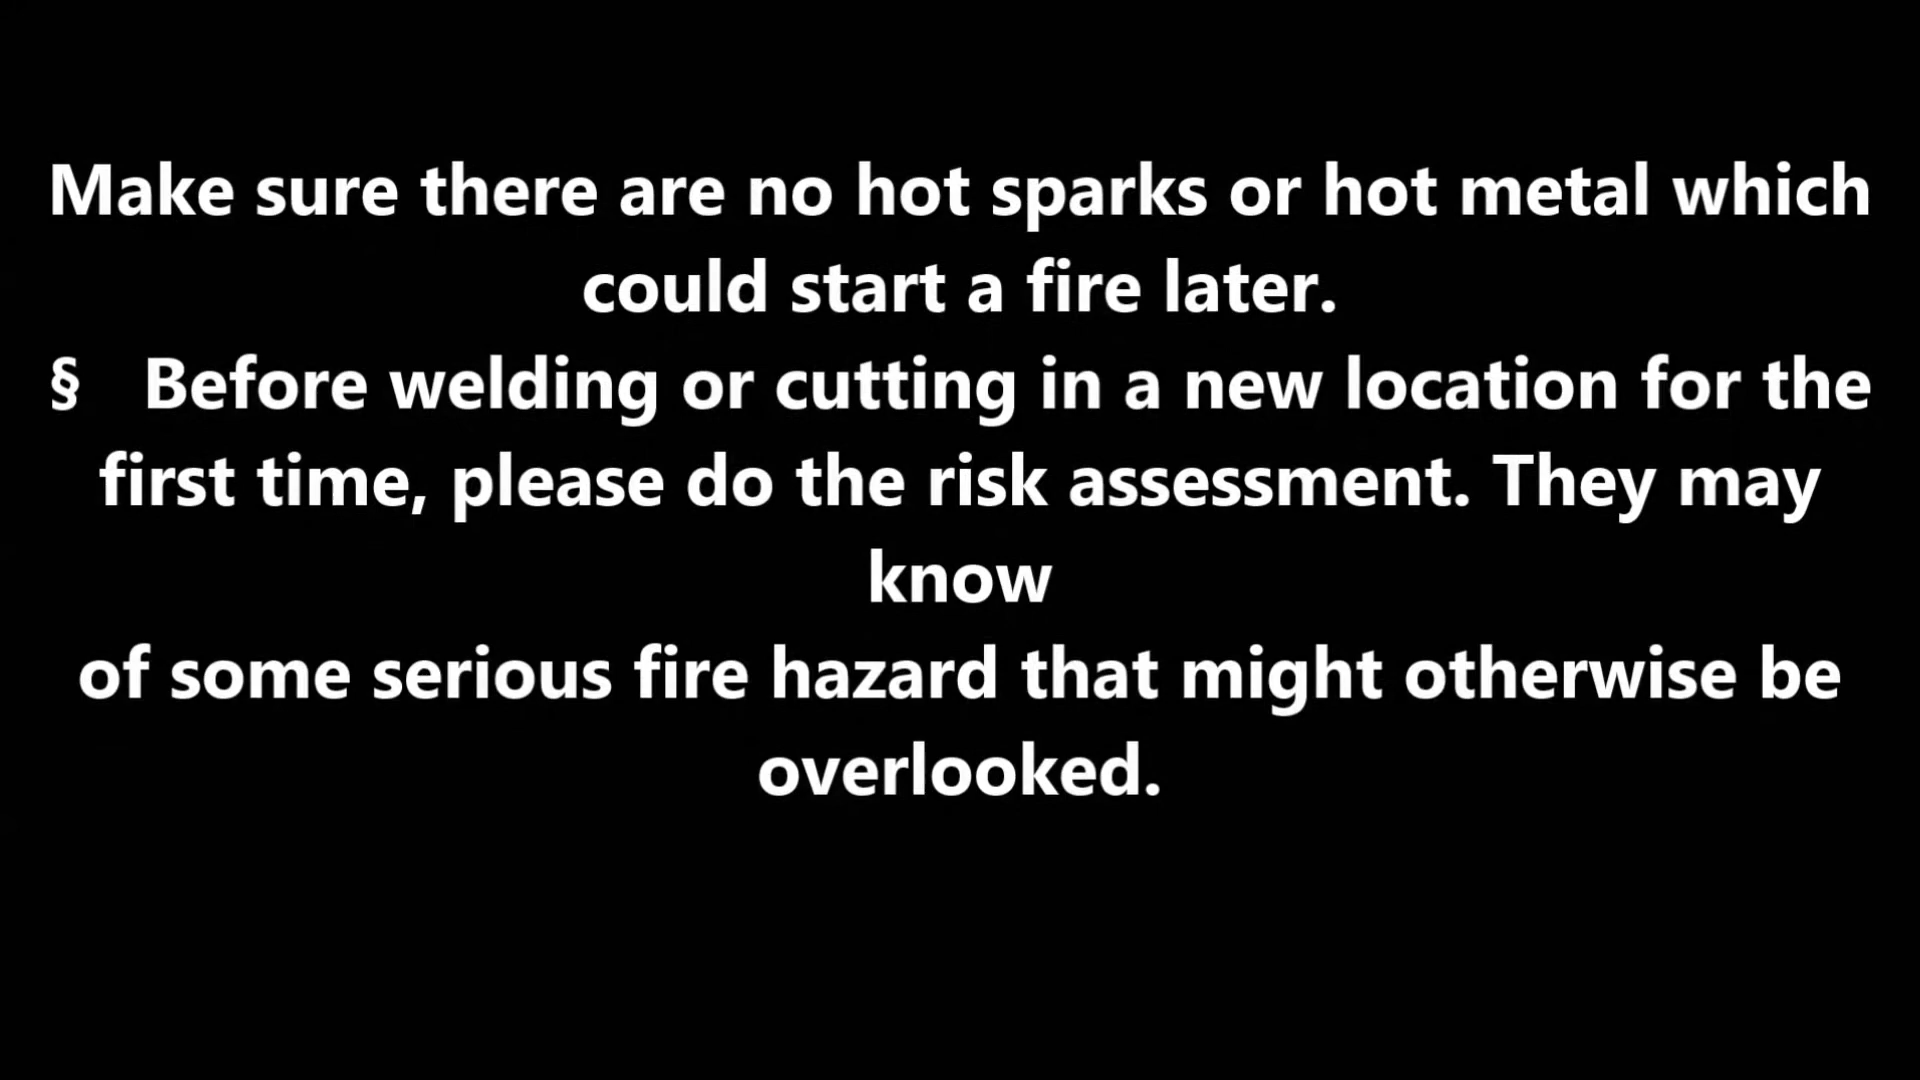 Make sure there are no hot sparks or hot metal which
could start a fire later.
§ Before welding or cutting in a new location for the
first time, please do the risk assessment. They may
know
of some serious fire hazard that might otherwise be
overlooked.